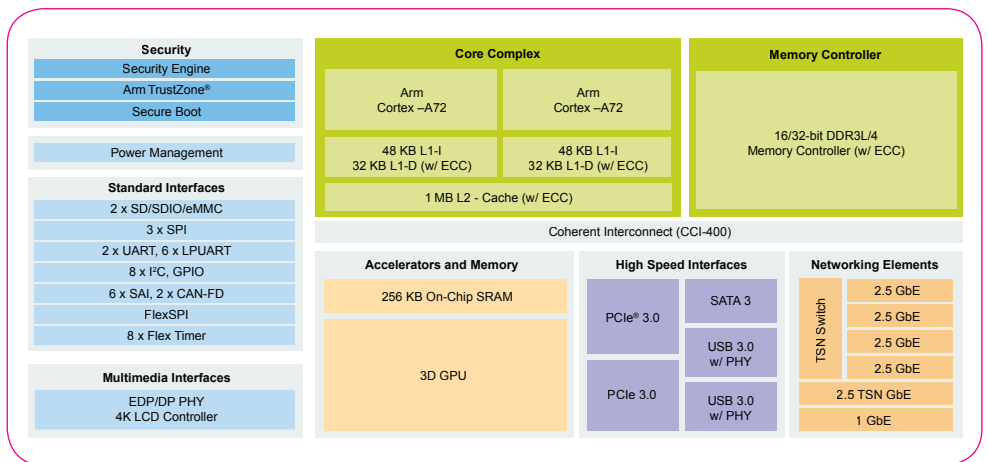 Security
Security Engine
Arm TrustZone®
Secure Boot
Power Management
Standard Interfaces
2 x SD/SDIO/eMMC
3 x SPI
2 x UART, 6 x LPUART
8 x I²C, GPIO
6 x SAI, 2 x CAN-FD
FlexSPI
8 x Flex Timer
Multimedia Interfaces
EDP/DP PHY
4K LCD Controller
Core Complex
Arm
Cortex –A72
Arm
Cortex –A72
48 KB L1-I
32 KB L1-D (w/ ECC)
48 KB L1-I
32 KB L1-D (w/ ECC)
1 MB L2 - Cache (w/ ECC)
Memory Controller
16/32-bit DDR3L/4
Memory Controller (w/ ECC)
Coherent Interconnect (CCI-400)
Accelerators and Memory
256 KB On-Chip SRAM
3D GPU
High Speed Interfaces
PCIe® 3.0
PCIe 3.0
SATA 3
USB 3.0
w/ PHY
USB 3.0
w/ PHY
Networking Elements
TSN Switch
2.5 GbE
2.5 GbE
2.5 GbE
2.5 GbE
2.5 TSN GbE
1 GbE